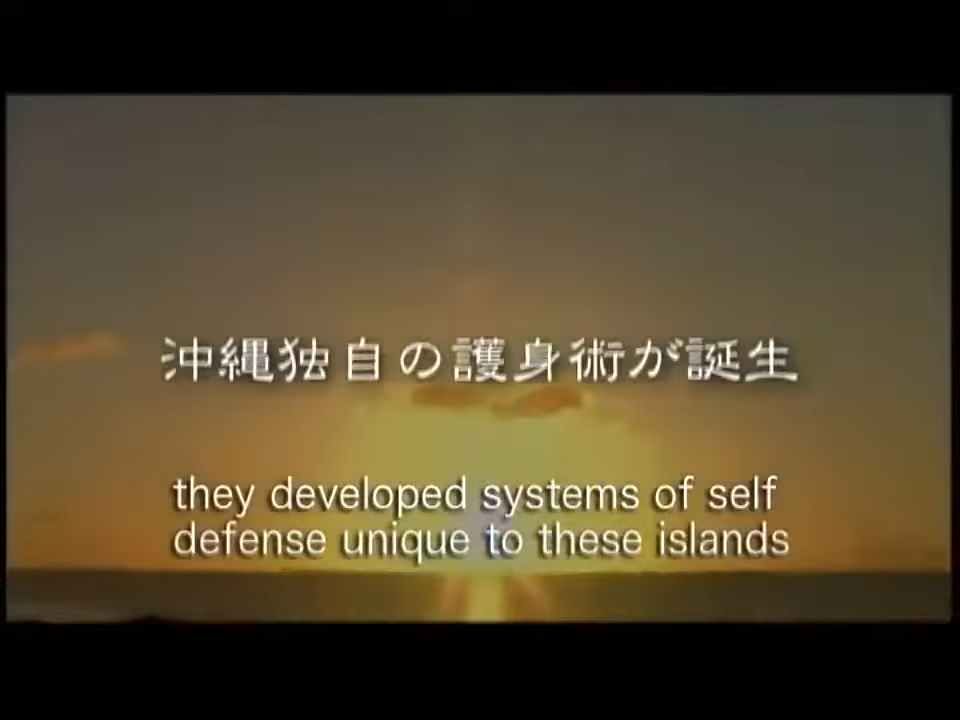 沖縄独自の護身術が誕生
they developed systems of self
defense unique to these islands